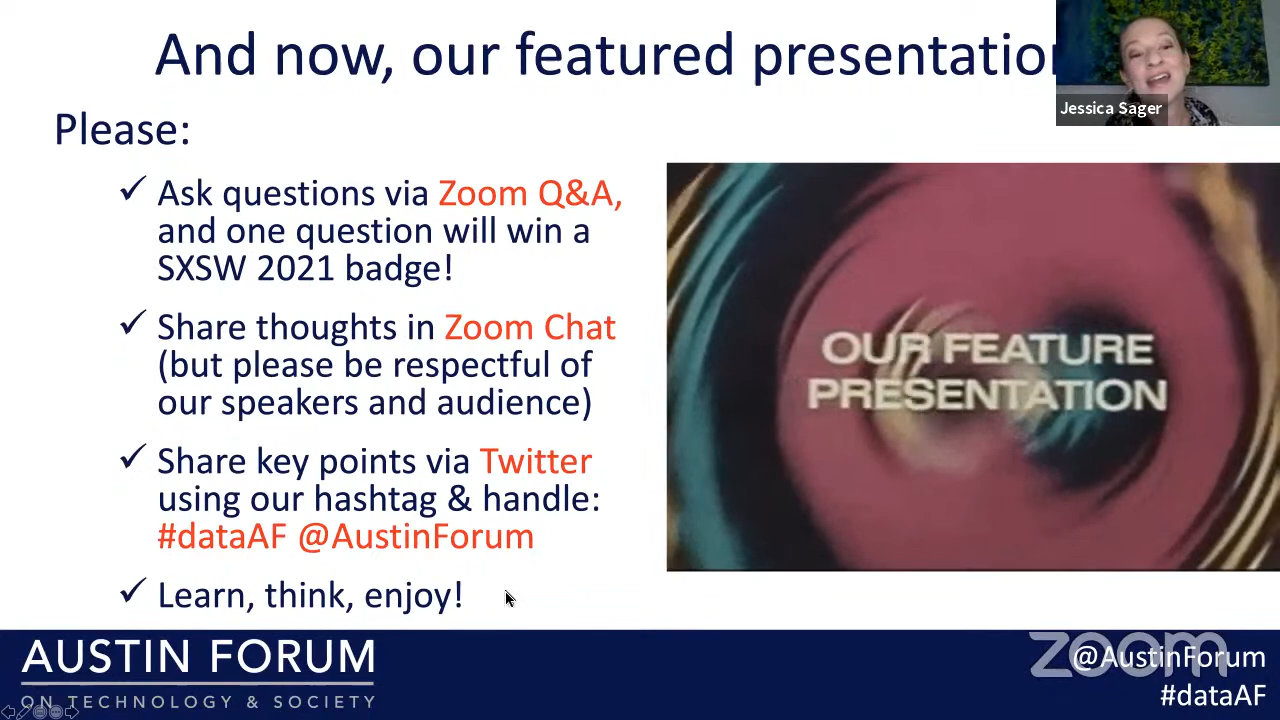 And now, our featured presentation
Jessica Sager
Please:
✓ Ask questions via Zoom Q&A,
and one question will win a
SXSW 2021 badge!
✓ Share thoughts in Zoom Chat
(but please be respectful of
our speakers and audience)
✓ Share key points via Twitter
using our hashtag & handle:
#dataAF @AustinForum
✓ Learn, think, enjoy!
OUR FEATURE
PRESENTATION
AUSTIN FORUM
ON TECHNOLOGY & SOCIETY
zoom
@AustinForum
#dataAF